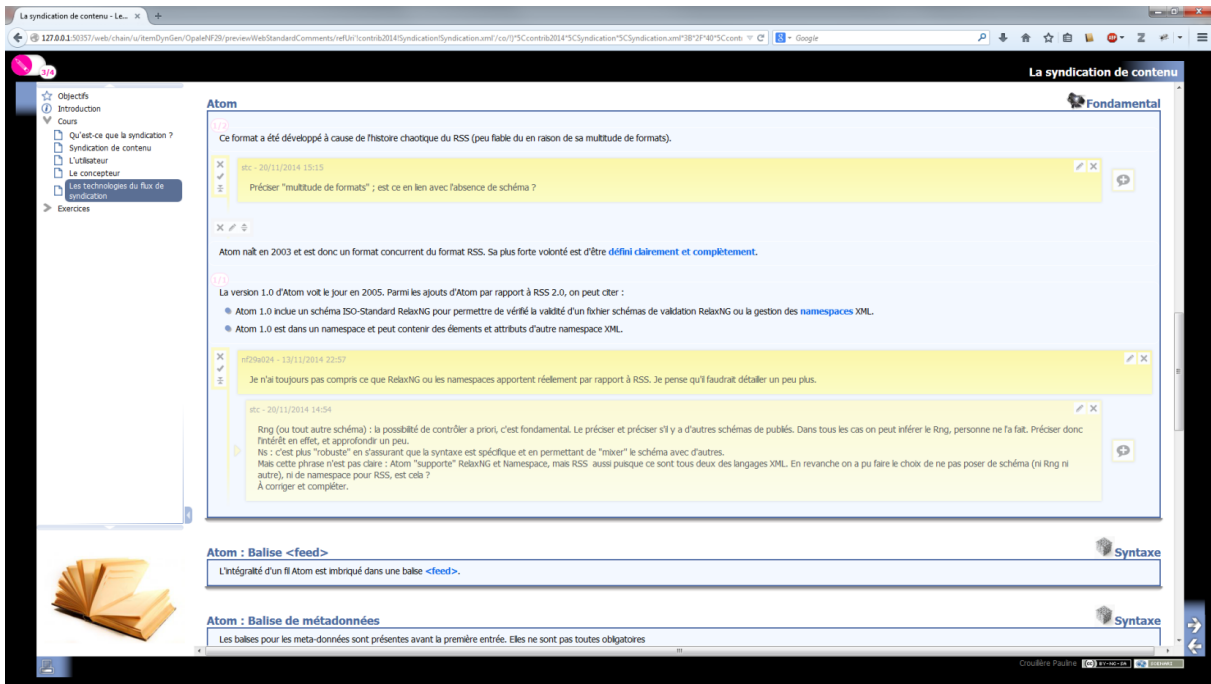 La syndication de contenu - Le...
127.0.0.1:50357/web/chain/u/itemDynGen/OpaleNF29/previewWebStandardComments/refUri'!contrib2014!Syndication!Syndication.xml'/co/!)*5Ccontrib2014*5CSyndication*5CSyndication.xml*3B*2F*40*5Ccontri
Google
3/4
La syndication de contenu
Objectifs
Introduction
Cours
Qu'est-ce que la syndication ?
Syndication de contenu
L'utilisateur
Le concepteur
Les technologies du flux de
syndication
Exercices
Atom
Fondamental
1/3
Ce format a été développé à cause de l'histoire chaotique du RSS (peu fiable du en raison de sa multitude de formats).
stc - 20/11/2014 15:15
Préciser "multitude de formats" ; est ce en lien avec l'absence de schéma ?
Atom naît en 2003 et est donc un format concurrent du format RSS. Sa plus forte volonté est d'être défini clairement et complètement.
1/1
La version 1.0 d'Atom voit le jour en 2005. Parmi les ajouts d'Atom par rapport à RSS 2.0, on peut citer :
Atom 1.0 inclue un schéma ISO-Standard RelaxNG pour permettre de vérifié la validité d'un fixhier schémas de valdation RelaxNG ou la gestion des namespaces XML.
Atom 1.0 est dans un namespace et peut contenir des élements et attributs d'autre namespace XML.
nf29a024 - 13/11/2014 22:57
Je n'ai toujours pas compris ce que RelaxNG ou les namespaces apportent réellement par rapport à RSS. Je pense qu'il faudrait détailler un peu plus.
stc - 20/11/2014 14:54
Rng (ou tout autre schéma) : la possibilité de contrôler a priori, c'est fondamental. Le préciser et préciser s'il y a d'autres schémas de publiés. Dans tous les cas on peut inférer le Rng, personne ne l'a fait. Préciser donc
l'intérêt en effet, et approfondir un peu.
Ns : c'est plus "robuste" en s'assurant que la syntaxe est spécifique et en permettant de "mixer" le schéma avec d'autres.
Mais cette phrase n'est pas claire : Atom "supporte" RelaxNG et Namespace, mais RSS aussi puisque ce sont tous deux des langages XML. En revanche on a pu faire le choix de ne pas poser de schéma (ni Rng ni
autre), ni de namespace pour RSS, est cela ?
À corriger et compléter.
Atom : Balise <feed>
Syntaxe
L'intégralité d'un fil Atom est imbriqué dans une balise <feed>.
Atom : Balise de métadonnées
Syntaxe
Les balises pour les meta-données sont présentes avant la première entrée. Elles ne sont pas toutes obligatoires
Crouillère Pauline
BY-NC-SA
SCENARI